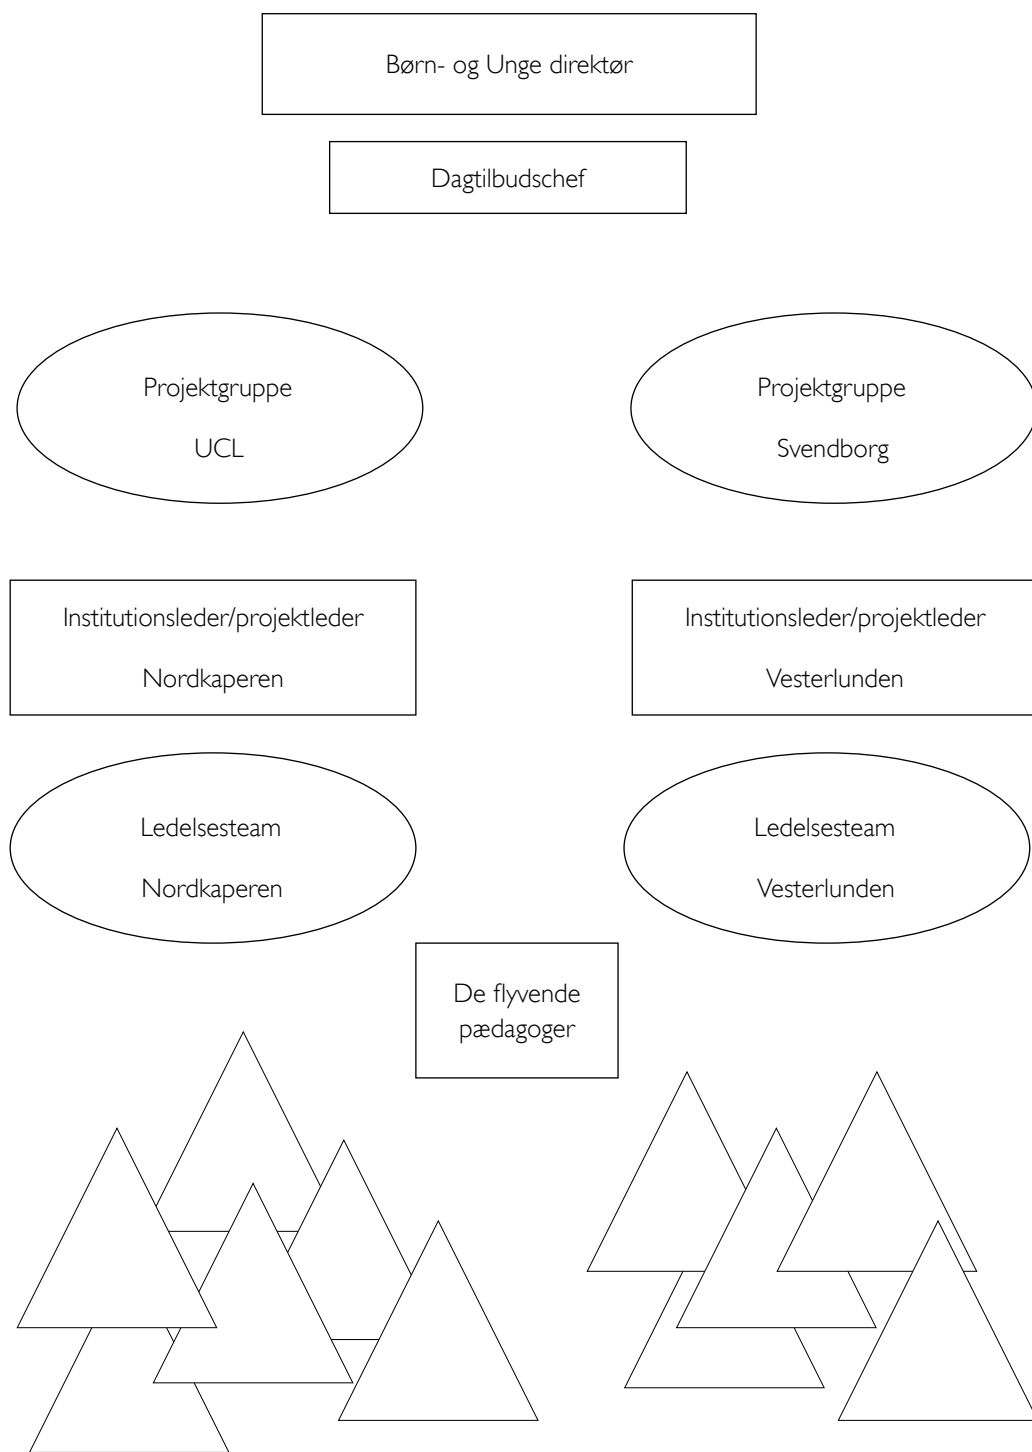 Børn- og Unge direktør
Dagtilbudschef
Projektgruppe
UCL
Projektgruppe
Svendborg
Institutionsleder/projektleder
Nordkaperen
Institutionsleder/projektleder
Vesterlunden
Ledelsesteam
Nordkaperen
Ledelsesteam
Vesterlunden
De flyvende
pædagoger